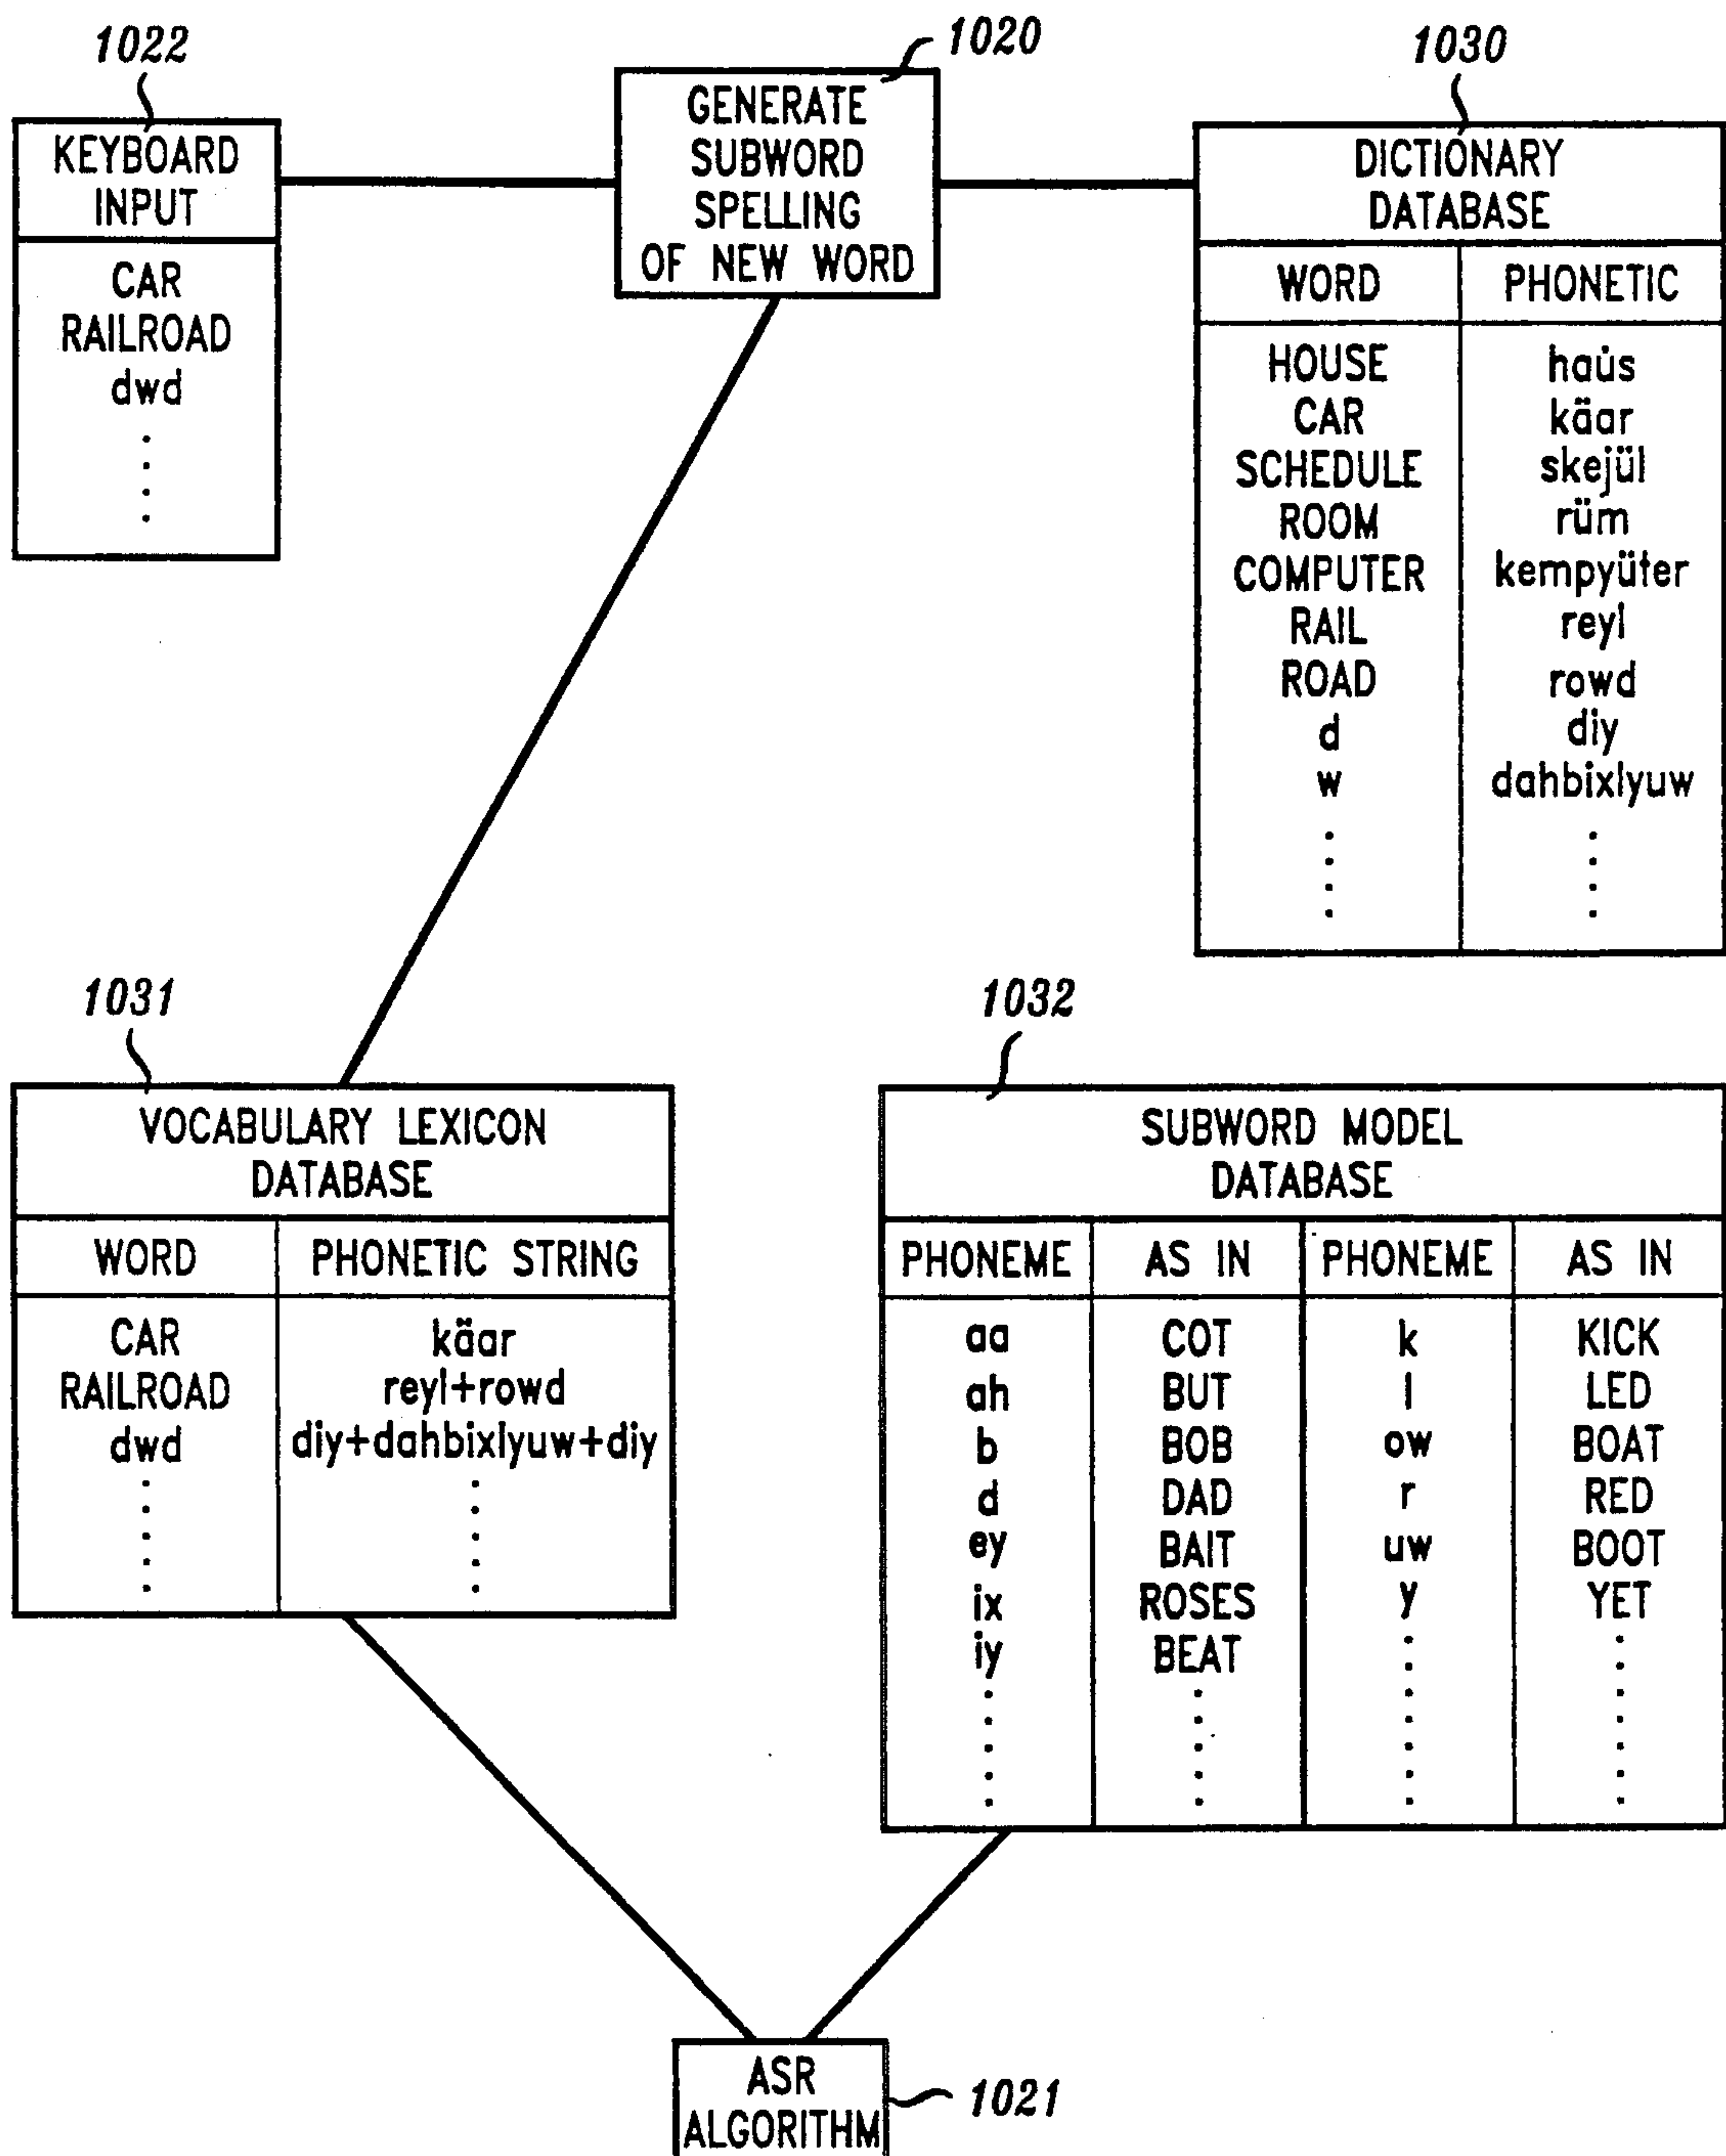 1022
KEYBOARD
INPUT
CAR
RAILROAD
dwd
1020
GENERATE
SUBWORD
SPELLING
OF NEW WORD
1030
DICTIONARY
DATABASE
WORD PHONETIC
HOUSE hau̇s
CAR käar
SCHEDULE skejül
ROOM rüm
COMPUTER kempyüter
RAIL reyl
ROAD rowd
d diy
w dahbixlyuw
1031
VOCABULARY LEXICON
DATABASE
WORD PHONETIC STRING
CAR käar
RAILROAD reyl+rowd
dwd diy+dahbixlyuw+diy
1032
SUBWORD MODEL
DATABASE
PHONEME AS IN PHONEME AS IN
aa COT k KICK
ah BUT l LED
b BOB ow BOAT
d DAD r RED
ey BAIT uw BOOT
ix ROSES y YET
iy BEAT
ASR
ALGORITHM
1021